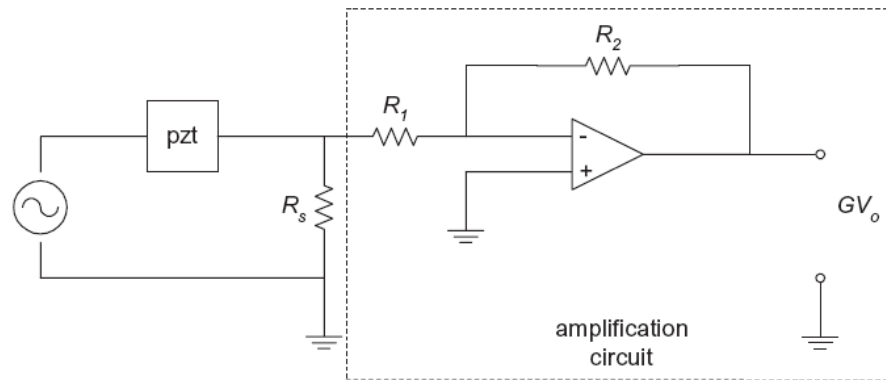 R2
R1
pzt
-
+
Rs
GVo
amplification
circuit